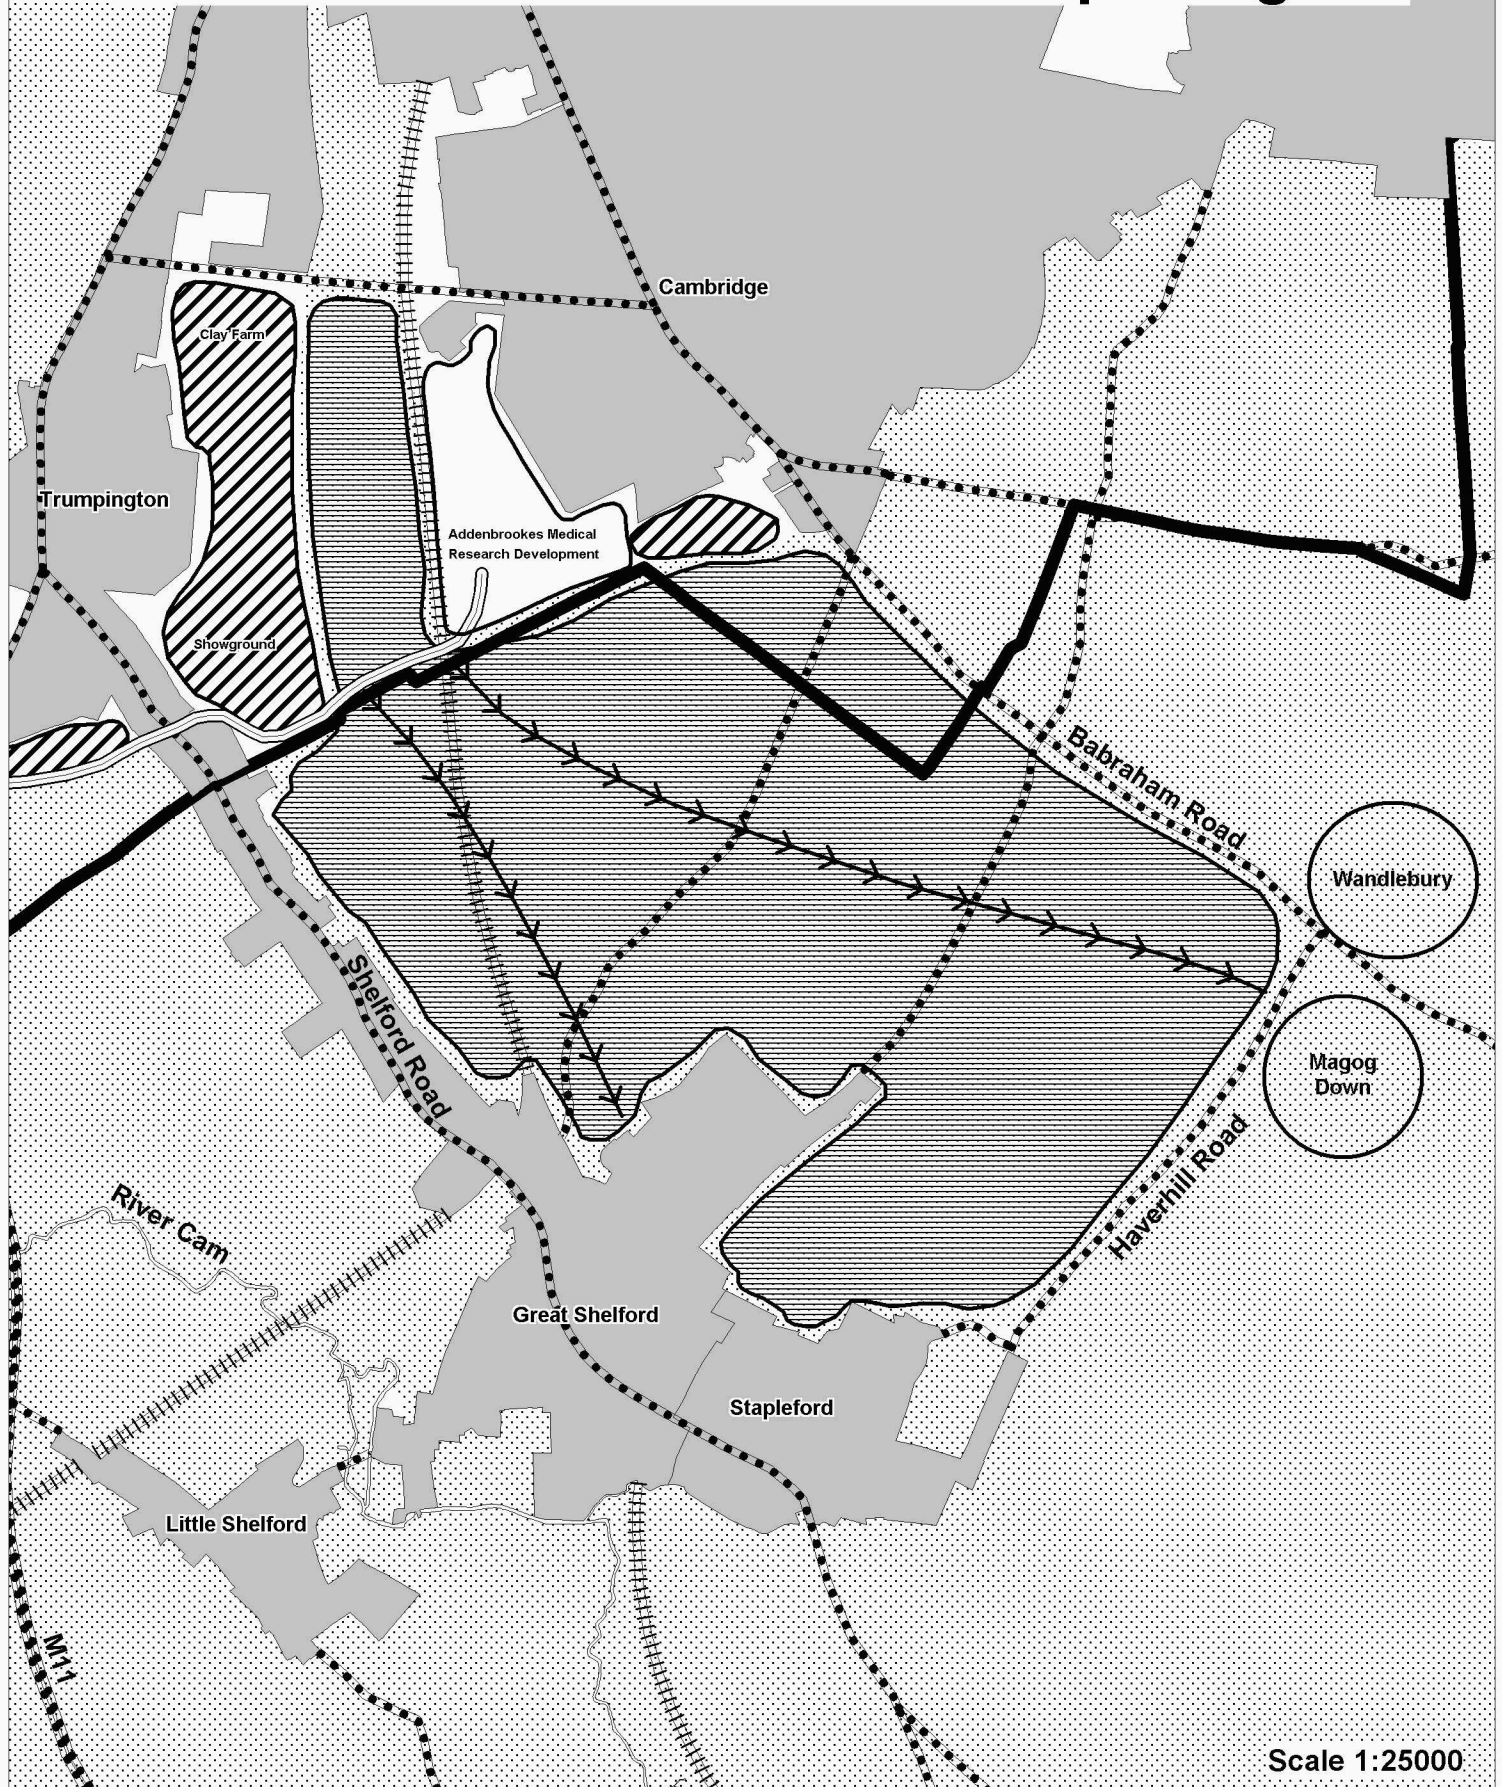 Cambridge
Clay Farm
Trumpington
Addenbrookes Medical
Research Development
Showground
Babraham Road
Wandlebury
Shelford Road
Magog
Down
Haverhill Road
River Cam
Great Shelford
Stapleford
Little Shelford
M11
Scale 1:25000